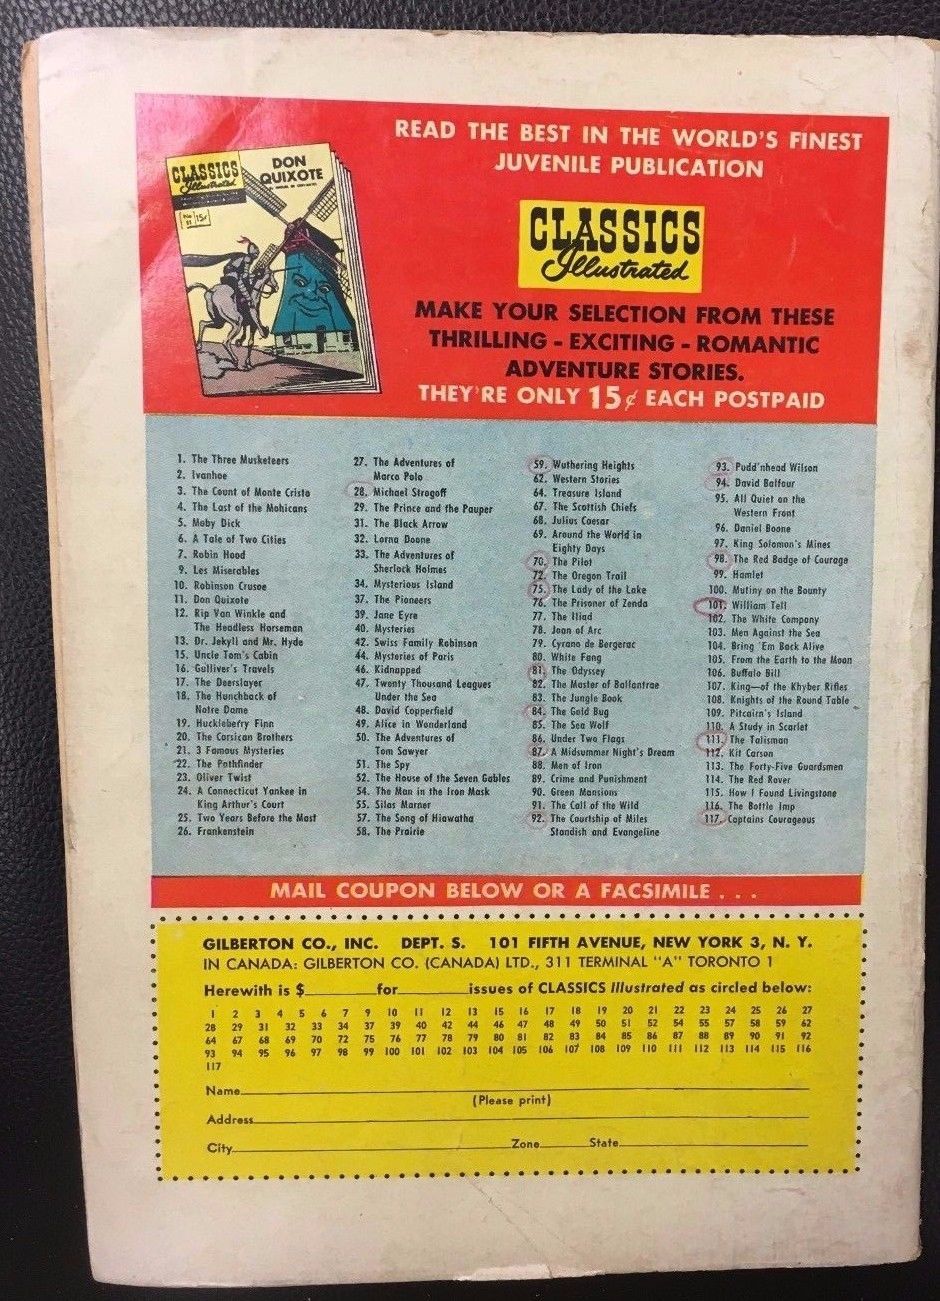 CLASSICS
Illustrated
DON
QUIXOTE
No
91
15¢
READ THE BEST IN THE WORLD'S FINEST
JUVENILE PUBLICATION
CLASSICS
Illustrated
MAKE YOUR SELECTION FROM THESE
THRILLING - EXCITING - ROMANTIC
ADVENTURE STORIES.
THEY'RE ONLY 15¢ EACH POSTPAID
1. The Three Musketeers
2. Ivanhoe
3. The Count of Monte Cristo
4. The Last of the Mohicans
5. Moby Dick
6. A Tale of Two Cities
7. Robin Hood
9. Les Miserables
10. Robinson Crusoe
11. Don Quixote
12. Rip Van Winkle and
The Headless Horseman
13. Dr. Jekyll and Mr. Hyde
15. Uncle Tom's Cabin
16. Gulliver's Travels
17. The Deerslayer
18. The Hunchback of
Notre Dame
19. Huckleberry Finn
20. The Corsican Brothers
21. 3 Famous Mysteries
22. The Pathfinder
23. Oliver Twist
24. A Connecticut Yankee in
King Arthur's Court
25. Two Years Before the Mast
26. Frankenstein
27. The Adventures of
Marco Polo
28. Michael Strogoff
29. The Prince and the Pauper
31. The Black Arrow
32. Lorna Doone
33. The Adventures of
Sherlock Holmes
34. Mysterious Island
37. The Pioneers
39. Jane Eyre
40. Mysteries
42. Swiss Family Robinson
44. Mysteries of Paris
46. Kidnapped
47. Twenty Thousand Leagues
Under the Sea
48. David Copperfield
49. Alice in Wonderland
50. The Adventures of
Tom Sawyer
51. The Spy
52. The House of the Seven Gables
54. The Man in the Iron Mask
55. Silas Marner
57. The Song of Hiawatha
58. The Prairie
59. Wuthering Heights
62. Western Stories
64. Treasure Island
67. The Scottish Chiefs
68. Julius Caesar
69. Around the World in
Eighty Days
70. The Pilot
72. The Oregon Trail
75. The Lady of the Lake
76. The Prisoner of Zenda
77. The Iliad
78. Joan of Arc
79. Cyrano de Bergerac
80. White Fang
81. The Odyssey
82. The Master of Ballantrae
83. The Jungle Book
84. The Gold Bug
85. The Sea Wolf
86. Under Two Flags
87. A Midsummer Night's Dream
88. Men of Iron
89. Crime and Punishment
90. Green Mansions
91. The Call of the Wild
92. The Courtship of Miles
Standish and Evangeline
93. Pudd'nhead Wilson
94. David Balfour
95. All Quiet on the
Western Front
96. Daniel Boone
97. King Solomon's Mines
98. The Red Badge of Courage
99. Hamlet
100. Mutiny on the Bounty
101. William Tell
102. The White Company
103. Men Against the Sea
104. Bring 'Em Back Alive
105. From the Earth to the Moon
106. Buffalo Bill
107. King—of the Khyber Rifles
108. Knights of the Round Table
109. Pitcairn's Island
110. A Study in Scarlet
111. The Talisman
112. Kit Carson
113. The Forty-Five Guardsmen
114. The Red Rover
115. How I Found Livingstone
116. The Bottle Imp
117. Captains Courageous
MAIL COUPON BELOW OR A FACSIMILE . . .
GILBERTON CO., INC. DEPT. S. 101 FIFTH AVENUE, NEW YORK 3, N. Y.
IN CANADA: GILBERTON CO. (CANADA) LTD., 311 TERMINAL "A" TORONTO 1
Herewith is $ for issues of CLASSICS Illustrated as circled below:
1 2 3 4 5 6 7 9 10 11 12 13 15 16 17 18 19 20 21 22 23 24 25 26 27
28 29 31 32 33 34 37 39 40 42 44 46 47 48 49 50 51 52 54 55 57 58 59 62
64 67 68 69 70 72 75 76 77 78 79 80 81 82 83 84 85 86 87 88 89 90 91 92
93 94 95 96 97 98 99 100 101 102 103 104 105 106 107 108 109 110 111 112 113 114 115 116
117
Name
(Please print)
Address
City Zone State